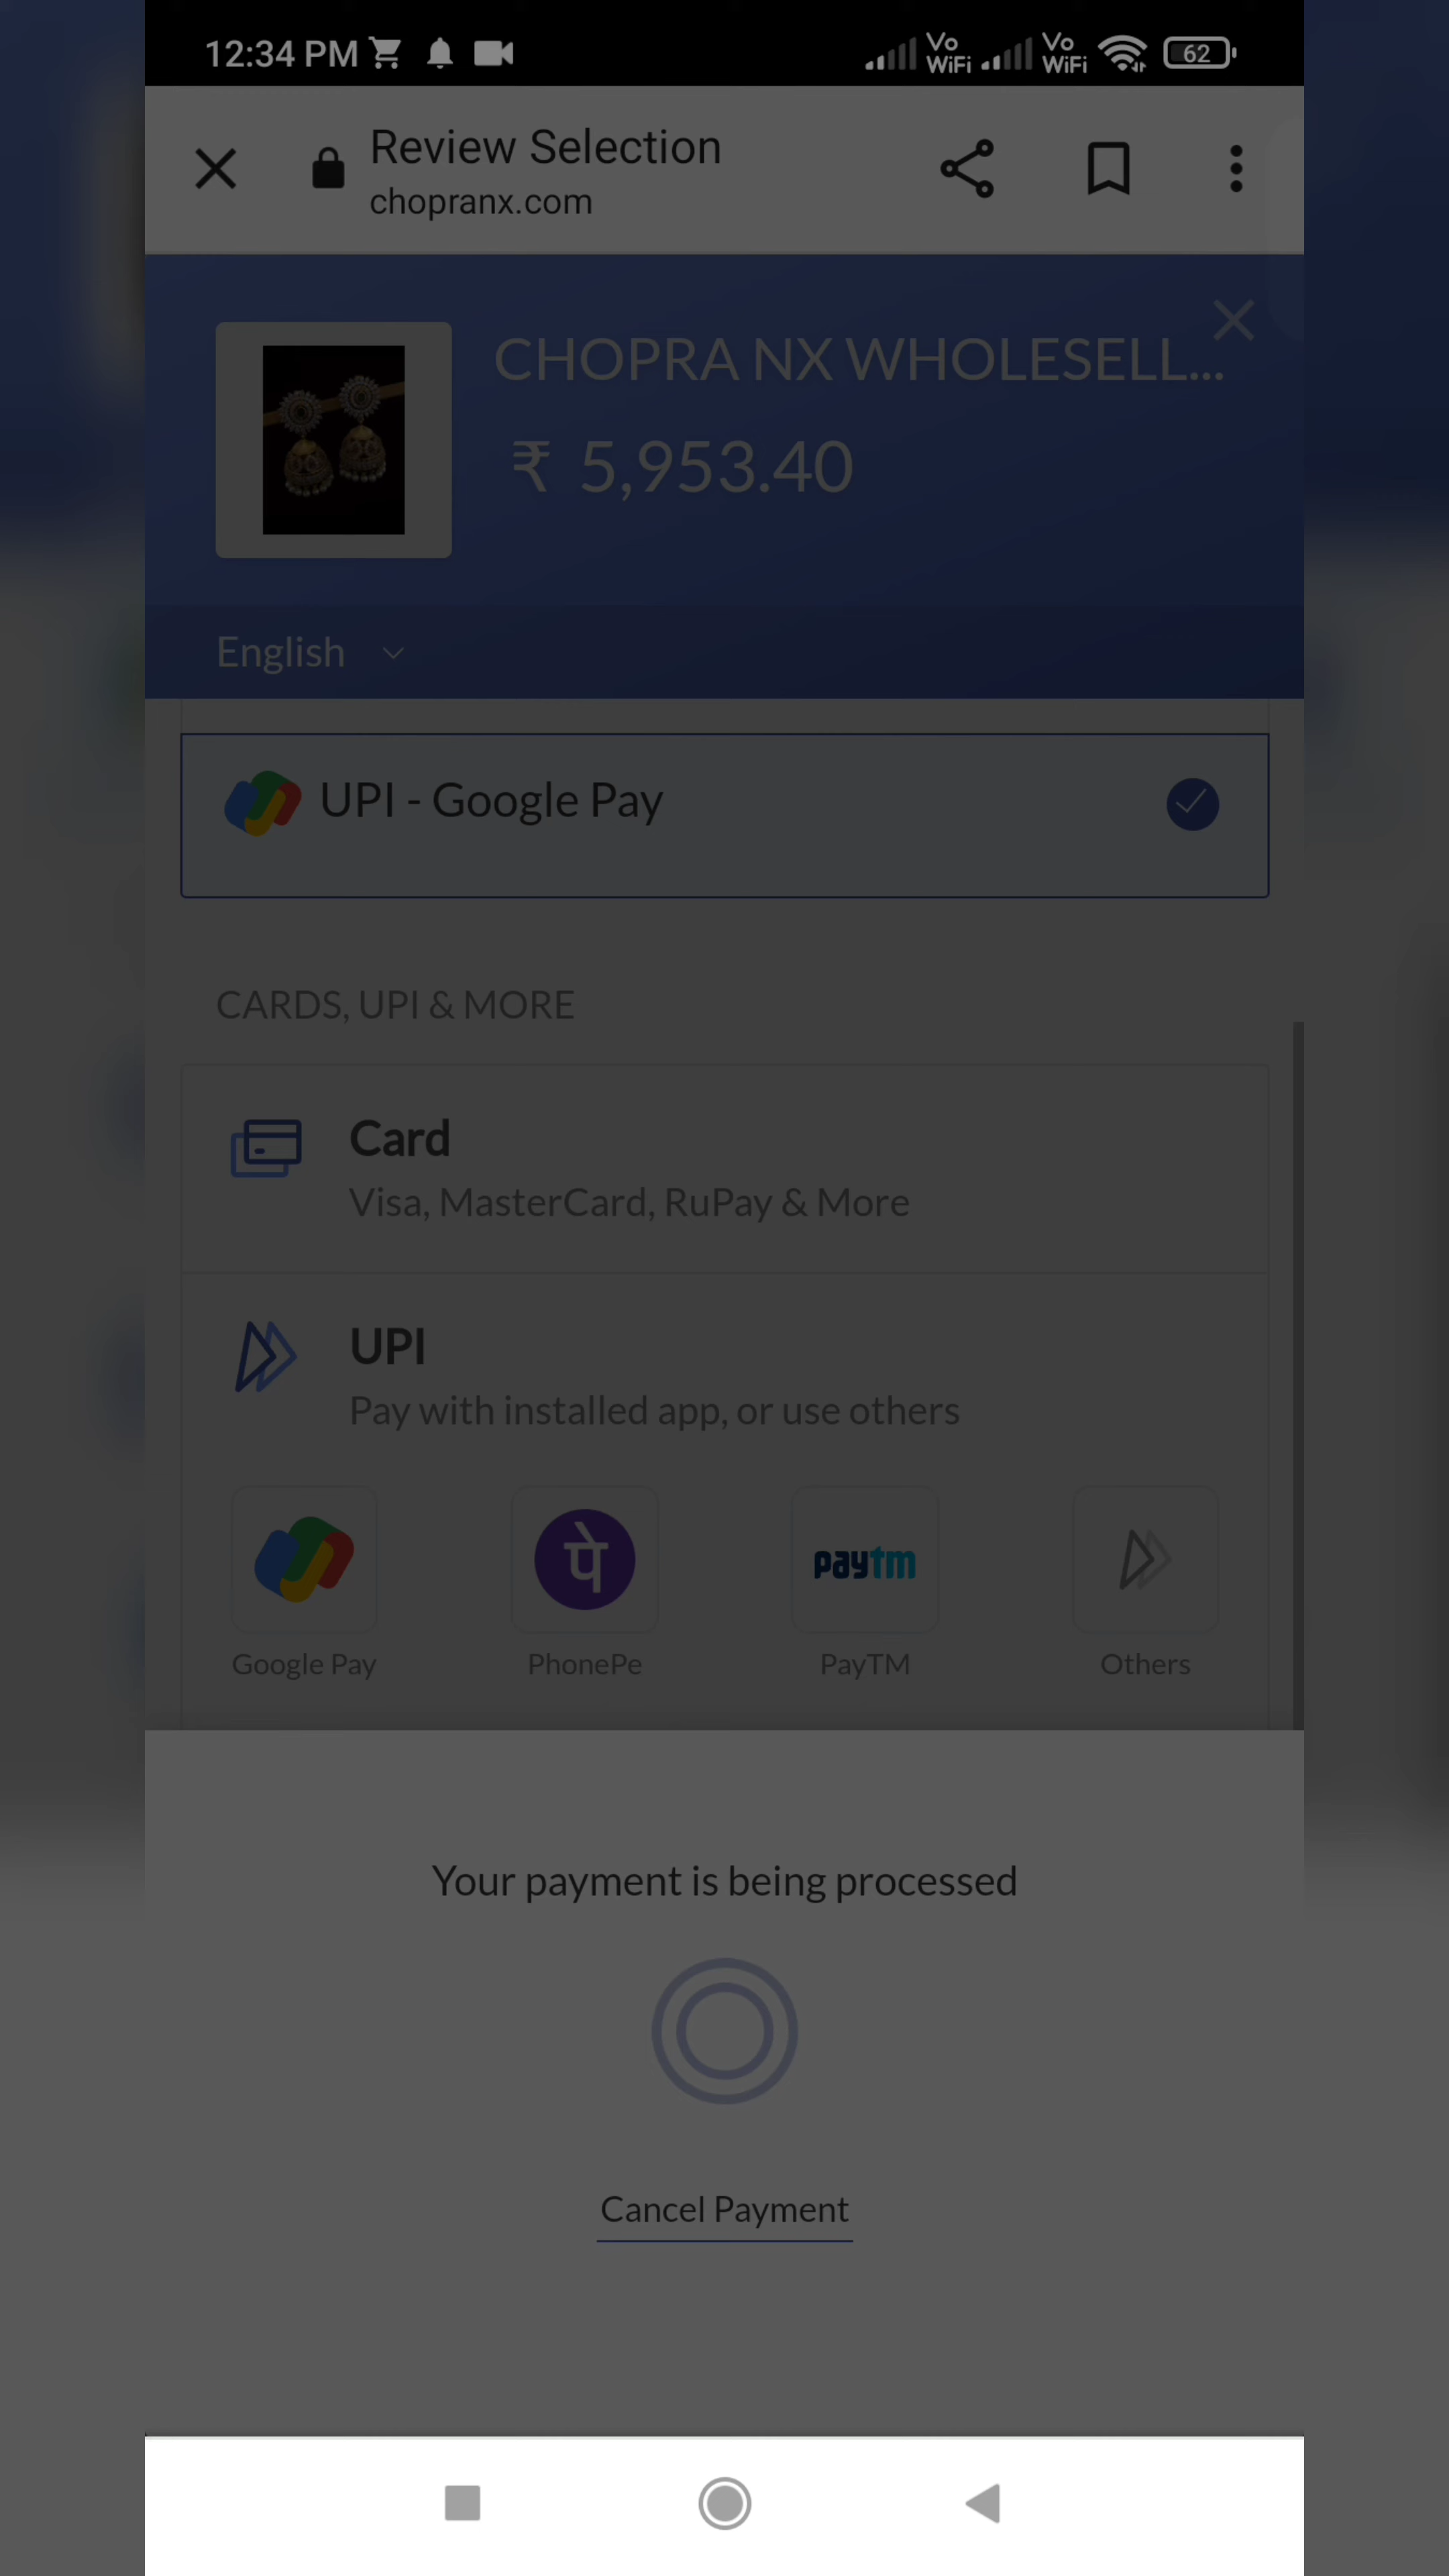 12:34 PM Vo WiFi Vo WiFi 62
Review Selection
chopranx.com
CHOPRA NX WHOLESELL...
₹ 5,953.40
English
UPI - Google Pay
CARDS, UPI & MORE
Card
Visa, MasterCard, RuPay & More
UPI
Pay with installed app, or use others
पे paytm
Google Pay PhonePe PayTM Others
Your payment is being processed
Cancel Payment